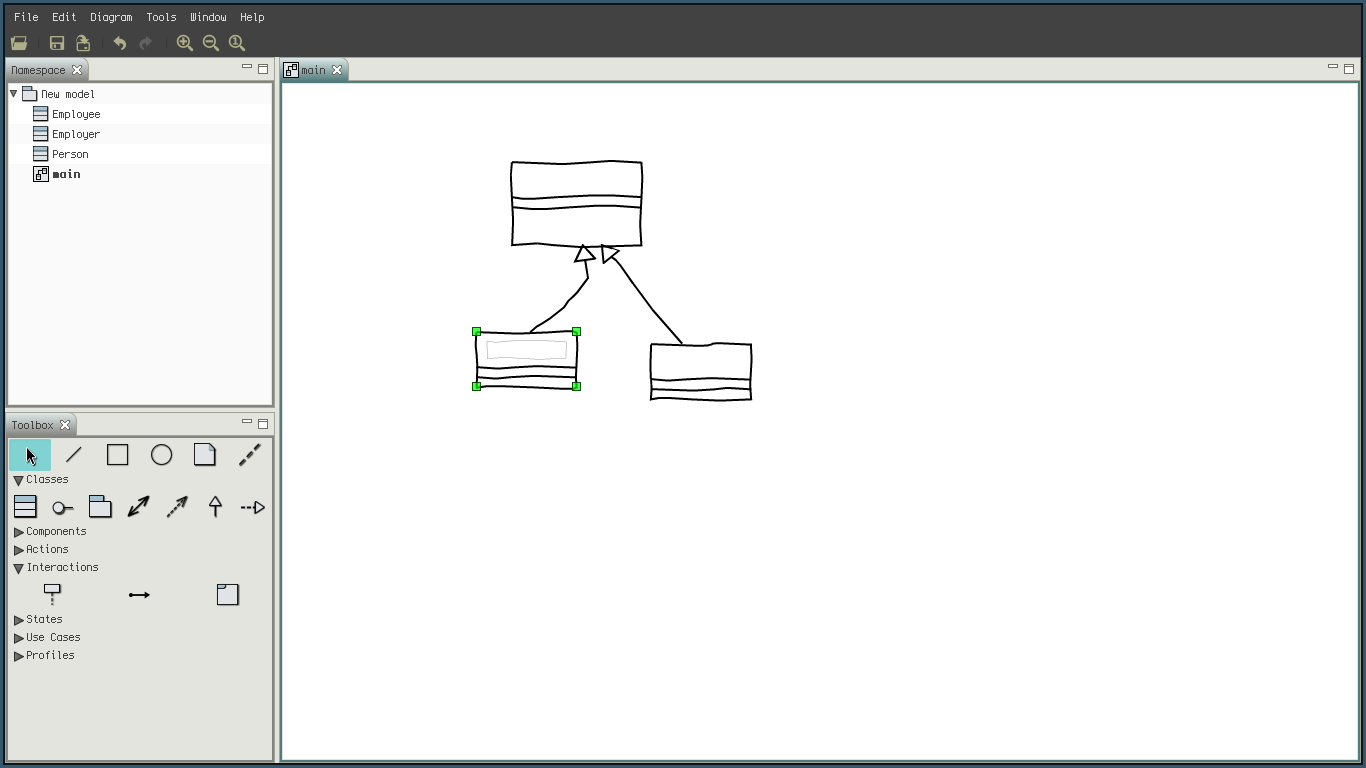 File Edit Diagram Tools Window Help
Namespace
main
New model
Employee
Employer
Person
main
Toolbox
Classes
Components
Actions
Interactions
States
Use Cases
Profiles